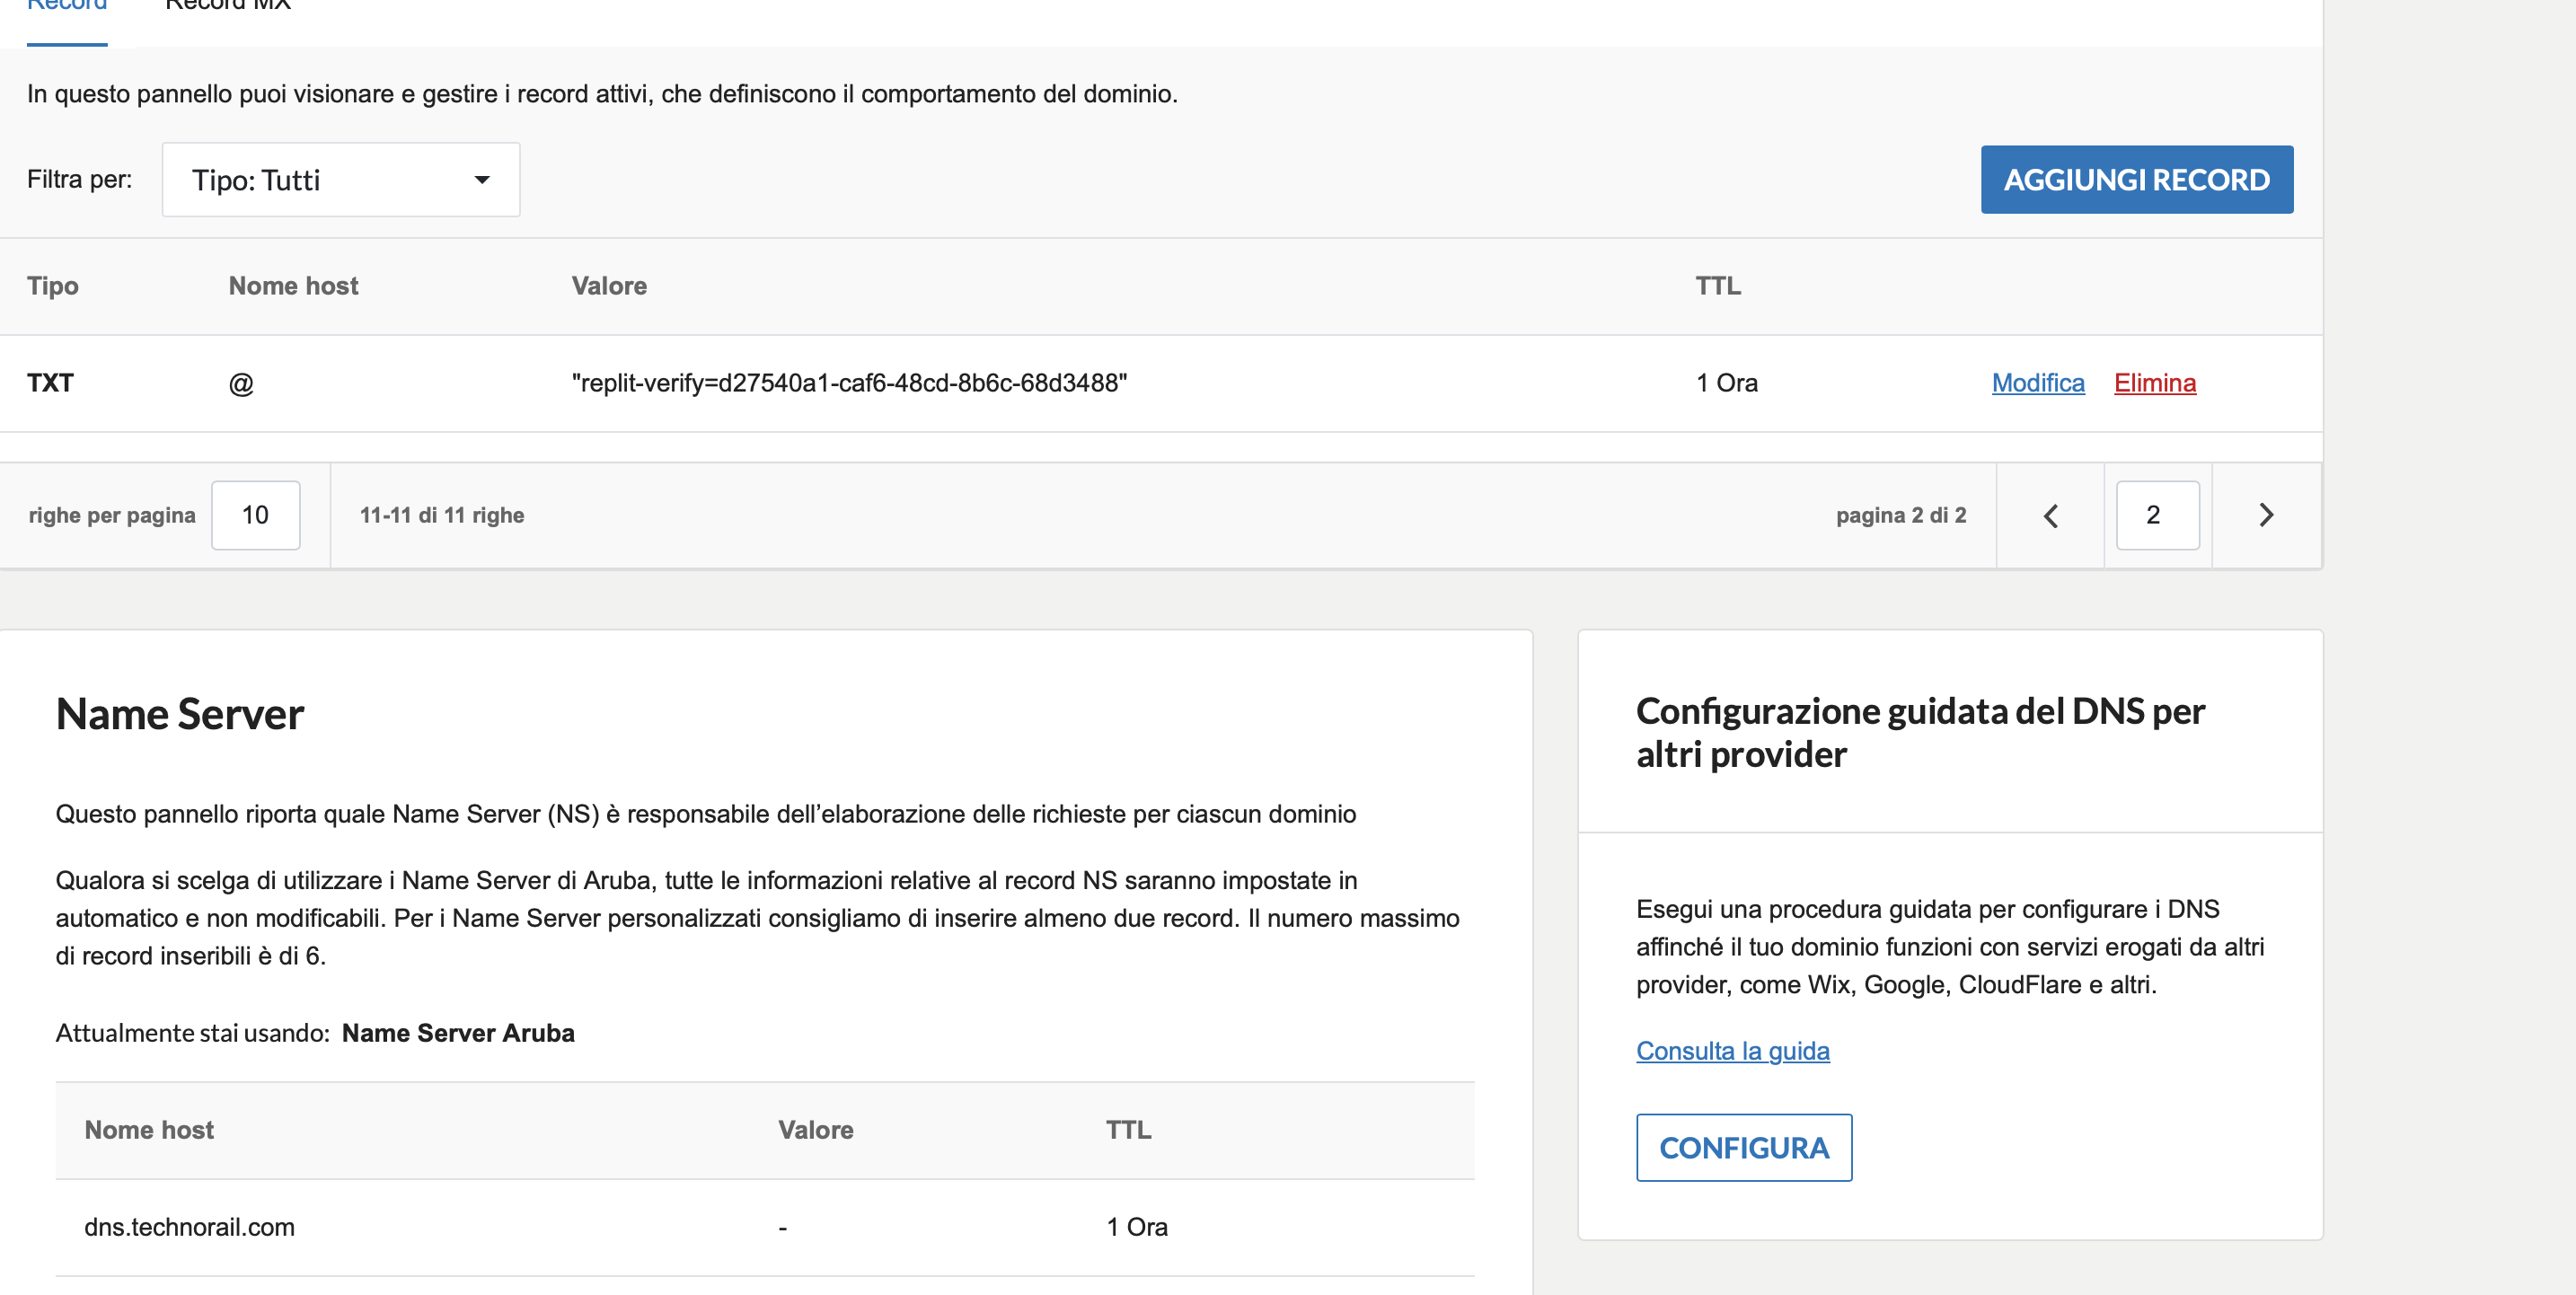 Record Record MX
In questo pannello puoi visionare e gestire i record attivi, che definiscono il comportamento del dominio.
Filtra per: Tipo: Tutti AGGIUNGI RECORD
Tipo Nome host Valore TTL
TXT @ "replit-verify=d27540a1-caf6-48cd-8b6c-68d3488" 1 Ora Modifica Elimina
righe per pagina 10 11-11 di 11 righe pagina 2 di 2 2
Name Server
Questo pannello riporta quale Name Server (NS) è responsabile dell’elaborazione delle richieste per ciascun dominio
Qualora si scelga di utilizzare i Name Server di Aruba, tutte le informazioni relative al record NS saranno impostate in
automatico e non modificabili. Per i Name Server personalizzati consigliamo di inserire almeno due record. Il numero massimo
di record inseribili è di 6.
Attualmente stai usando: Name Server Aruba
Nome host Valore TTL
dns.technorail.com - 1 Ora
Configurazione guidata del DNS per
altri provider
Esegui una procedura guidata per configurare i DNS
affinché il tuo dominio funzioni con servizi erogati da altri
provider, come Wix, Google, CloudFlare e altri.
Consulta la guida
CONFIGURA